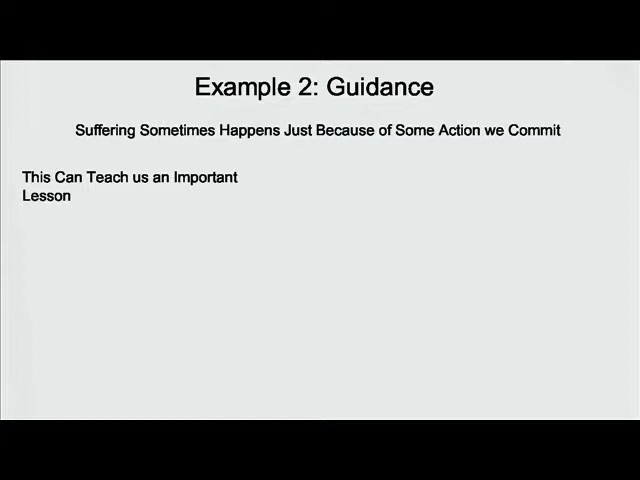 Example 2: Guidance
Suffering Sometimes Happens Just Because of Some Action we Commit
This Can Teach us an Important
Lesson